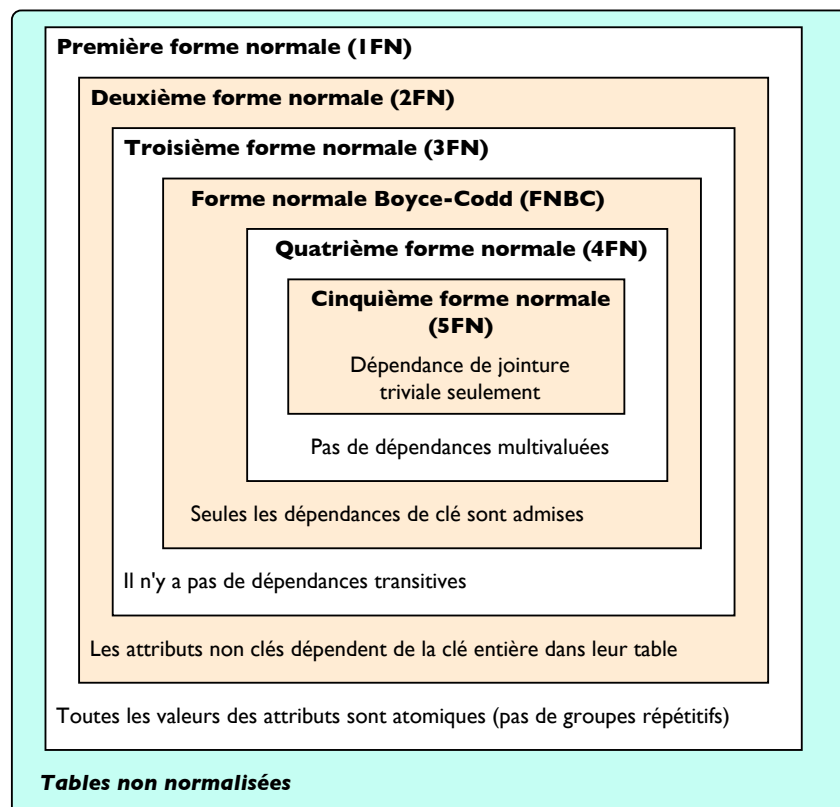 Première forme normale (1FN)
Deuxième forme normale (2FN)
Troisième forme normale (3FN)
Forme normale Boyce-Codd (FNBC)
Quatrième forme normale (4FN)
Cinquième forme normale
(5FN)
Dépendance de jointure
triviale seulement
Pas de dépendances multivaluées
Seules les dépendances de clé sont admises
Il n'y a pas de dépendances transitives
Les attributs non clés dépendent de la clé entière dans leur table
Toutes les valeurs des attributs sont atomiques (pas de groupes répétitifs)
Tables non normalisées